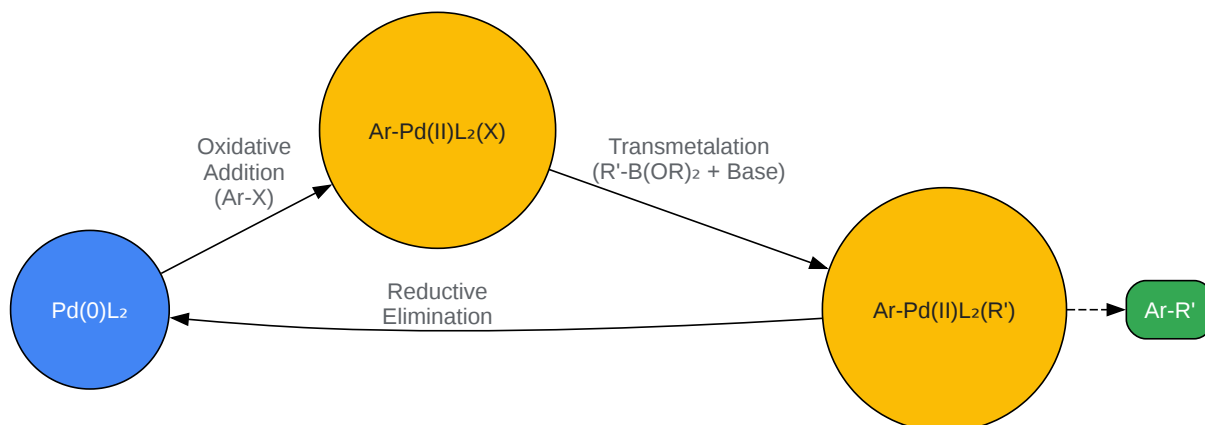 Ar-Pd(II)L₂(X)
Oxidative
Addition
(Ar-X)
Transmetalation
(R'-B(OR)₂ + Base)
Pd(0)L₂
Reductive
Elimination
Ar-Pd(II)L₂(R')
Ar-R'